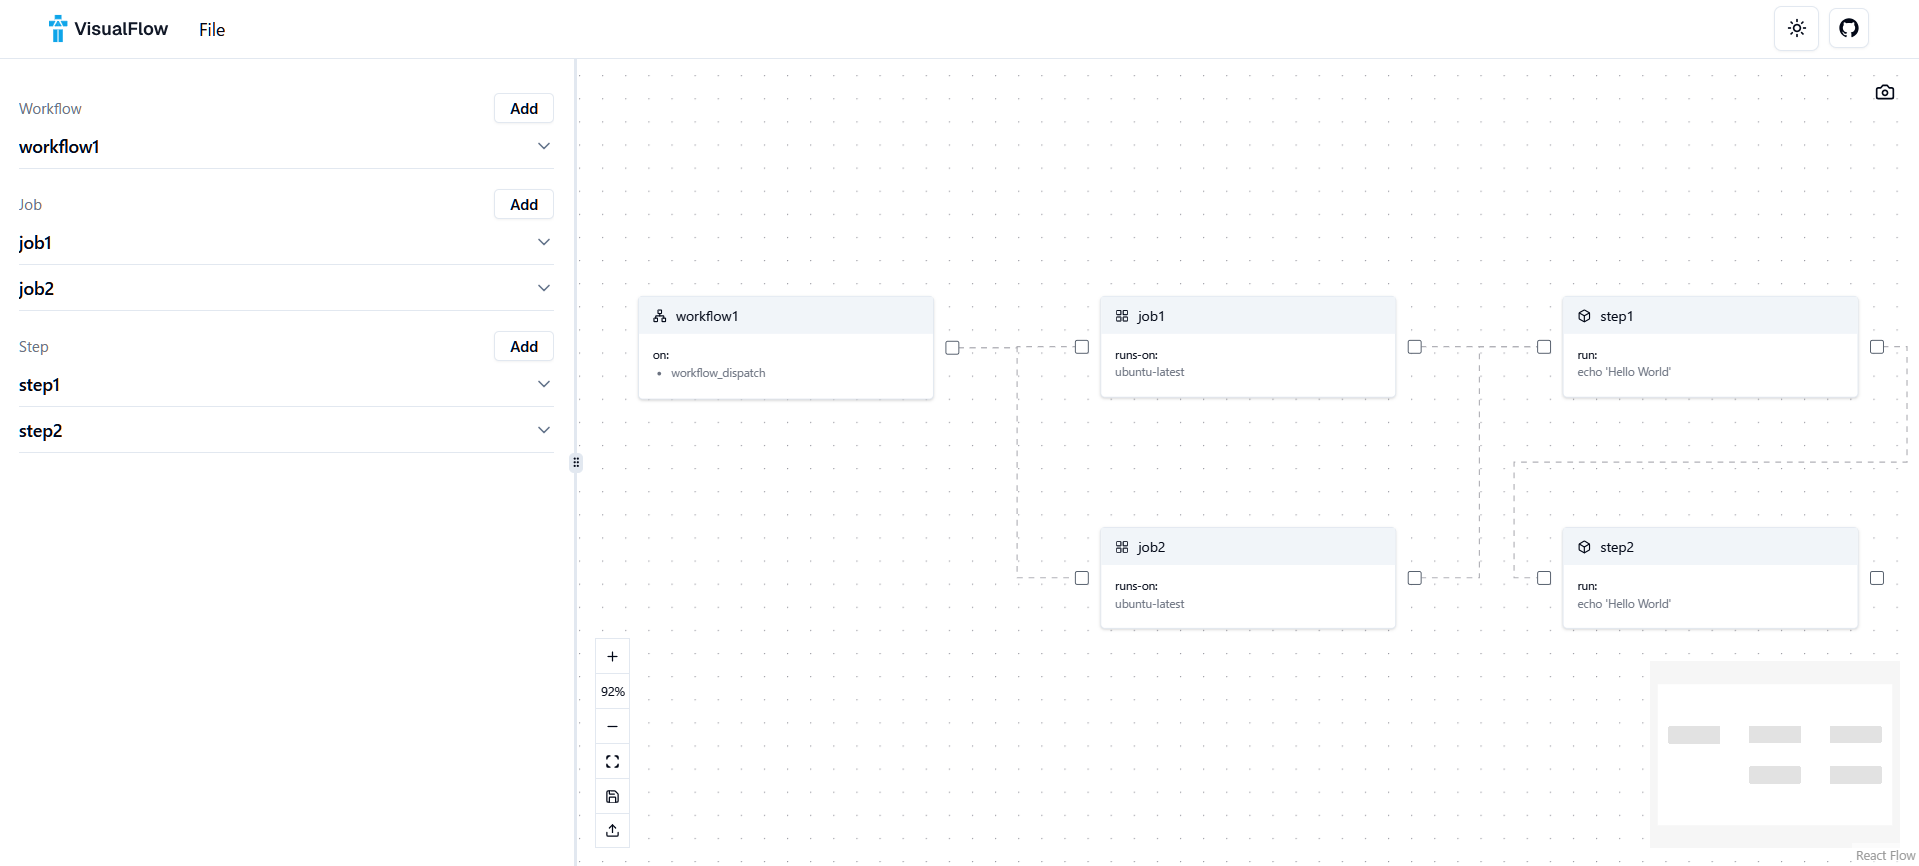 VisualFlow File
Workflow Add
workflow1
Job Add
job1
job2
Step Add
step1
step2
workflow1
on:
workflow_dispatch
job1
runs-on:
ubuntu-latest
step1
run:
echo 'Hello World'
job2
runs-on:
ubuntu-latest
step2
run:
echo 'Hello World'
92%
React Flow